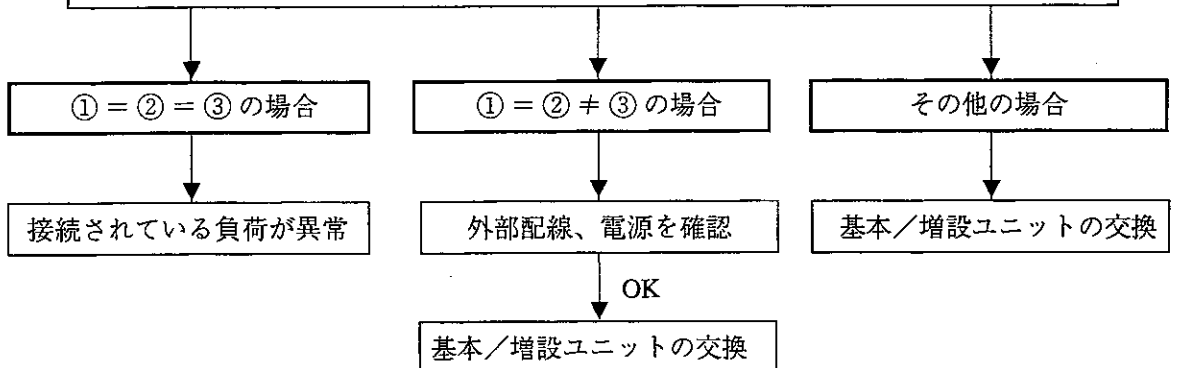 ① = ② = ③ の場合
① = ② ≠ ③ の場合
その他の場合
接続されている負荷が異常
外部配線、電源を確認
基本／増設ユニットの交換
OK
基本／増設ユニットの交換